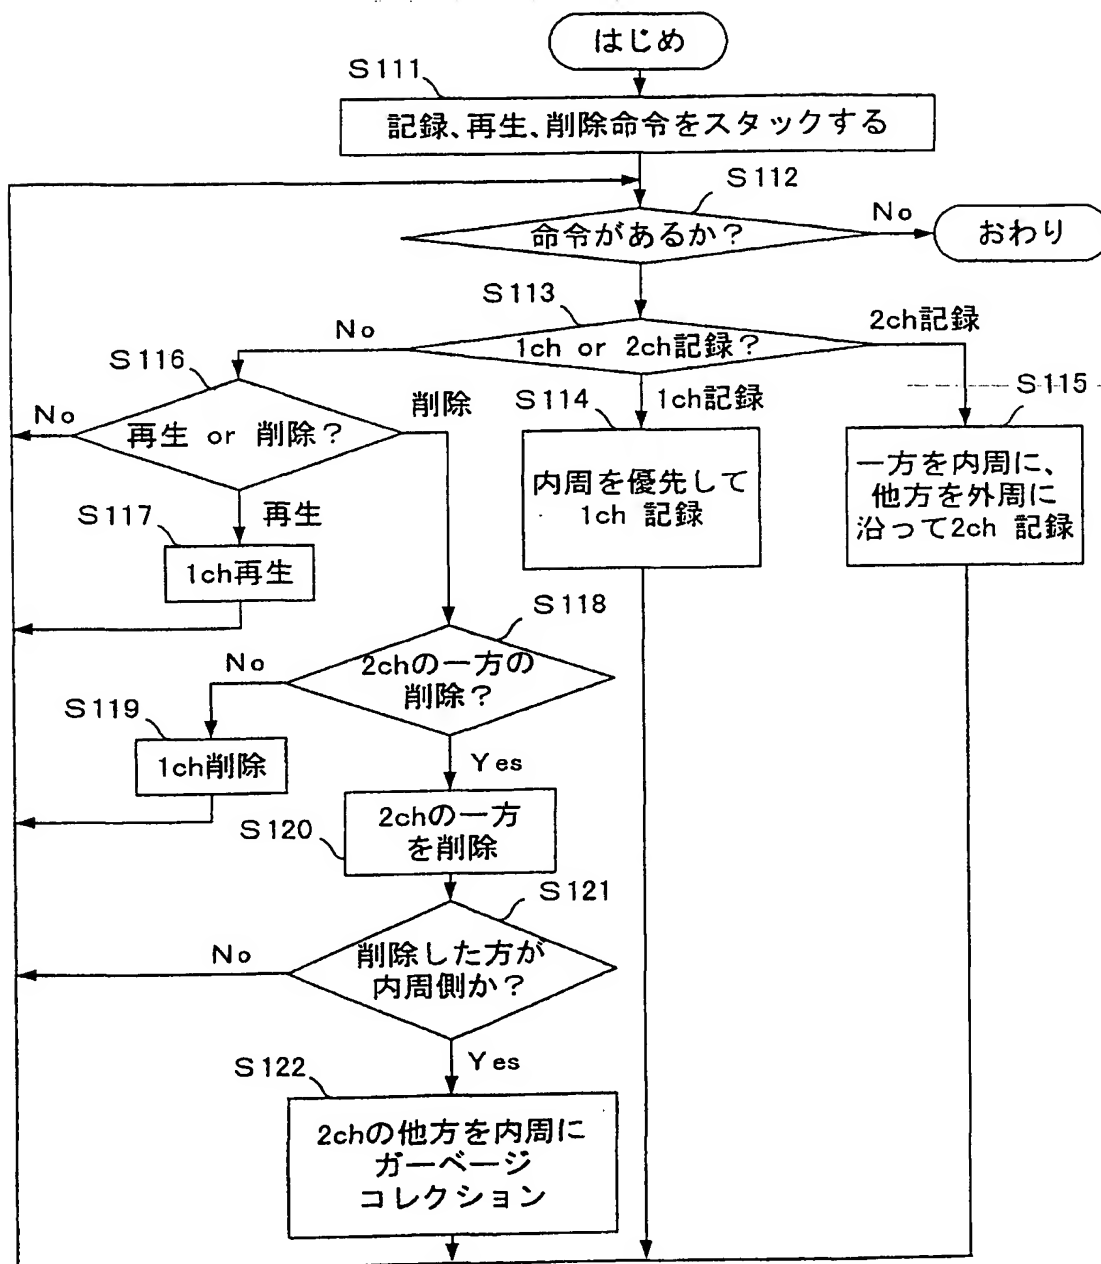 はじめ
S111
記録、再生、削除命令をスタックする
S112
命令があるか？
No
おわり
S113
1ch or 2ch記録？
No
2ch記録
S116
再生 or 削除？
No
削除
S114
1ch記録
内周を優先して
1ch 記録
S115
一方を内周に、
他方を外周に
沿って2ch 記録
S117
再生
1ch再生
S118
2chの一方の
削除？
No
S119
1ch削除
Yes
S120
2chの一方
を削除
S121
削除した方が
内周側か？
No
Yes
S122
2chの他方を内周に
ガーベージ
コレクション